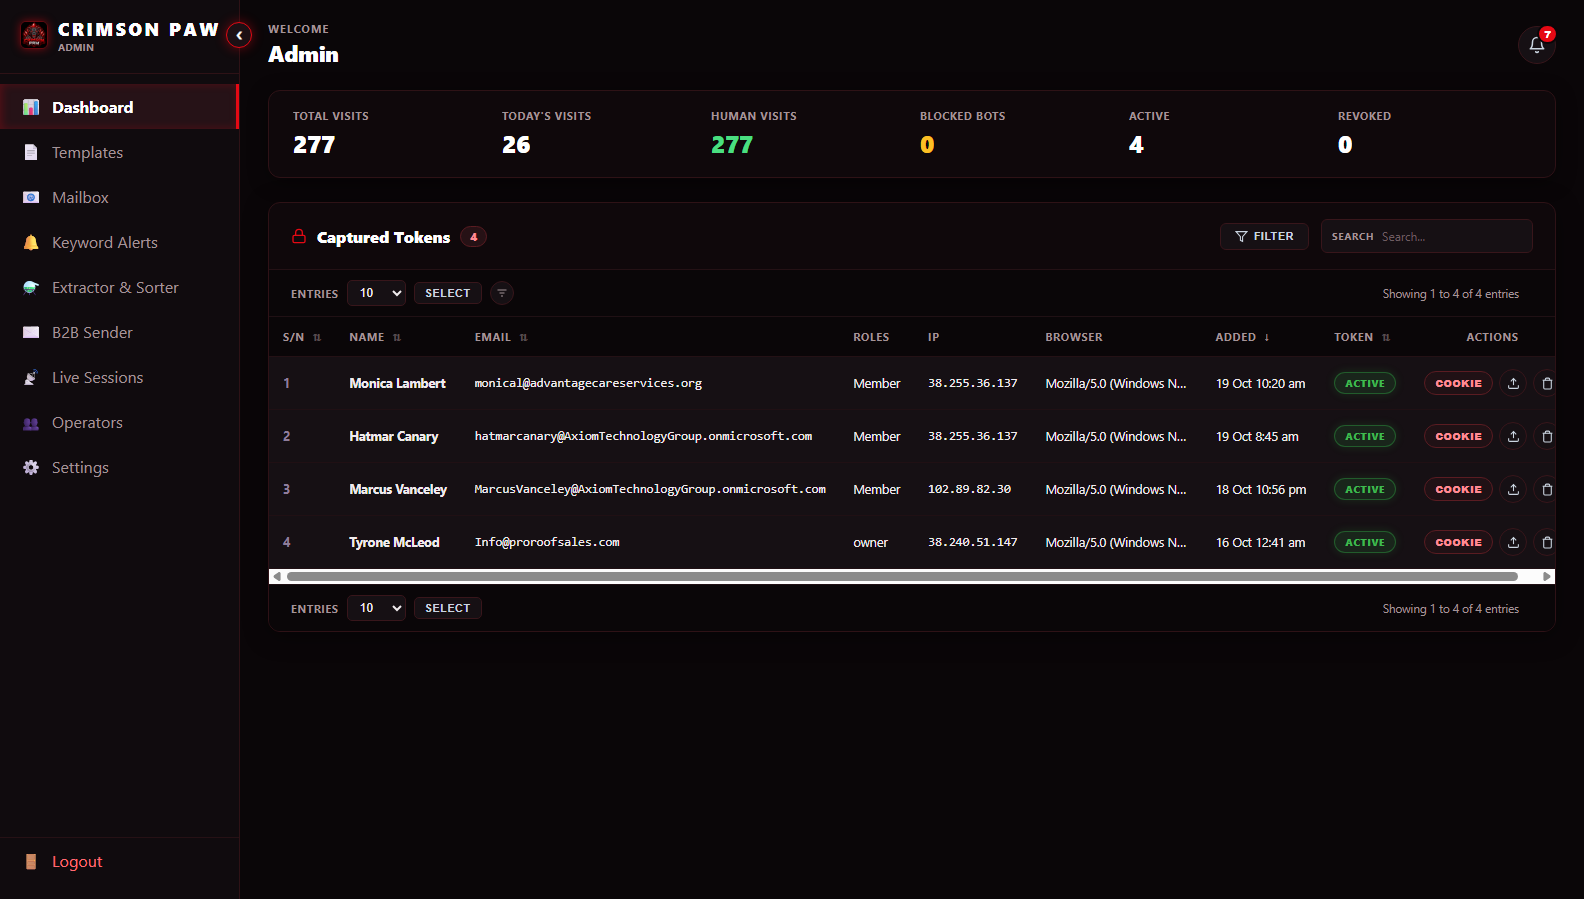 CRIMSON PAW
ADMIN
Dashboard
Templates
Mailbox
Keyword Alerts
Extractor & Sorter
B2B Sender
Live Sessions
Operators
Settings
Logout
WELCOME
Admin
7
TOTAL VISITS TODAY'S VISITS HUMAN VISITS BLOCKED BOTS ACTIVE REVOKED
277 26 277 0 4 0
Captured Tokens 4 FILTER SEARCH Search...
ENTRIES 10 SELECT Showing 1 to 4 of 4 entries
S/N NAME EMAIL ROLES IP BROWSER ADDED ↓ TOKEN ACTIONS
1 Monica Lambert monical@advantagecareservices.org Member 38.255.36.137 Mozilla/5.0 (Windows N... 19 Oct 10:20 am ACTIVE COOKIE
2 Hatmar Canary hatmarcanary@AxiomTechnologyGroup.onmicrosoft.com Member 38.255.36.137 Mozilla/5.0 (Windows N... 19 Oct 8:45 am ACTIVE COOKIE
3 Marcus Vanceley MarcusVanceley@AxiomTechnologyGroup.onmicrosoft.com Member 102.89.82.30 Mozilla/5.0 (Windows N... 18 Oct 10:56 pm ACTIVE COOKIE
4 Tyrone McLeod Info@proroofsales.com owner 38.240.51.147 Mozilla/5.0 (Windows N... 16 Oct 12:41 am ACTIVE COOKIE
ENTRIES 10 SELECT Showing 1 to 4 of 4 entries